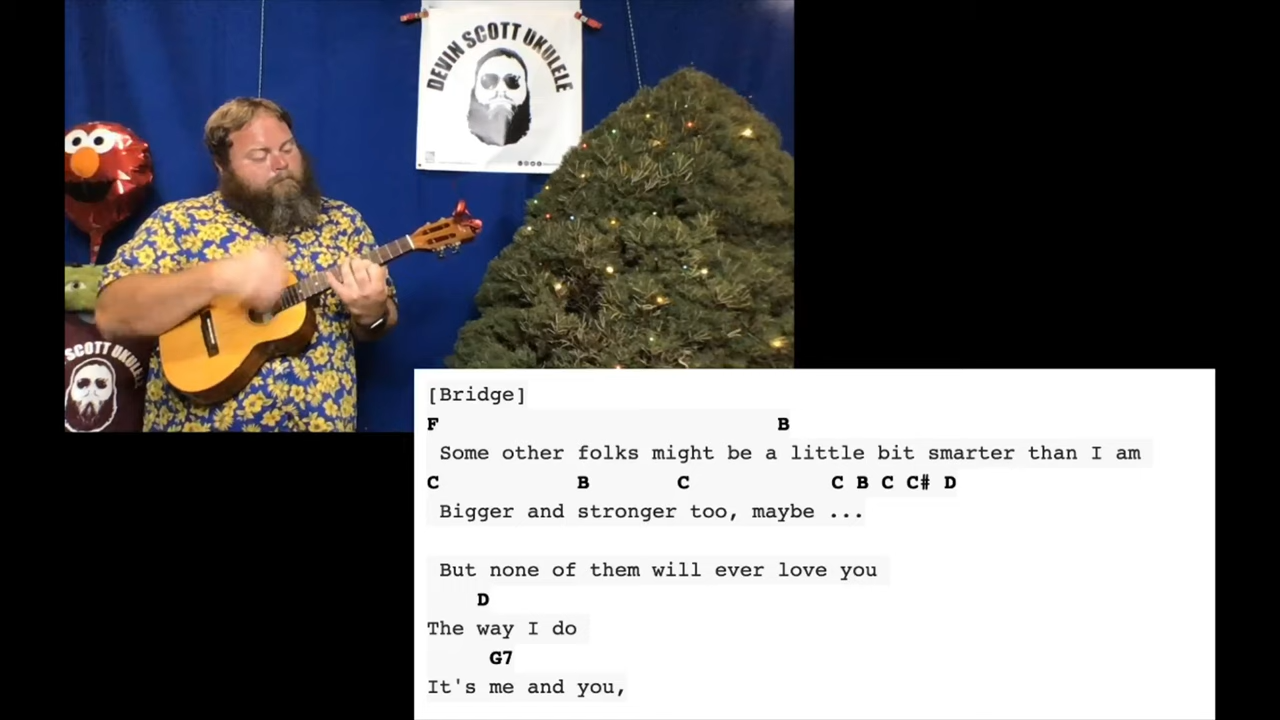 DEVIN SCOTT UKULELE
SCOTT UKULELE
[Bridge]
F B
Some other folks might be a little bit smarter than I am
C B C C B C C# D
Bigger and stronger too, maybe ...
But none of them will ever love you
D
The way I do
G7
It's me and you,